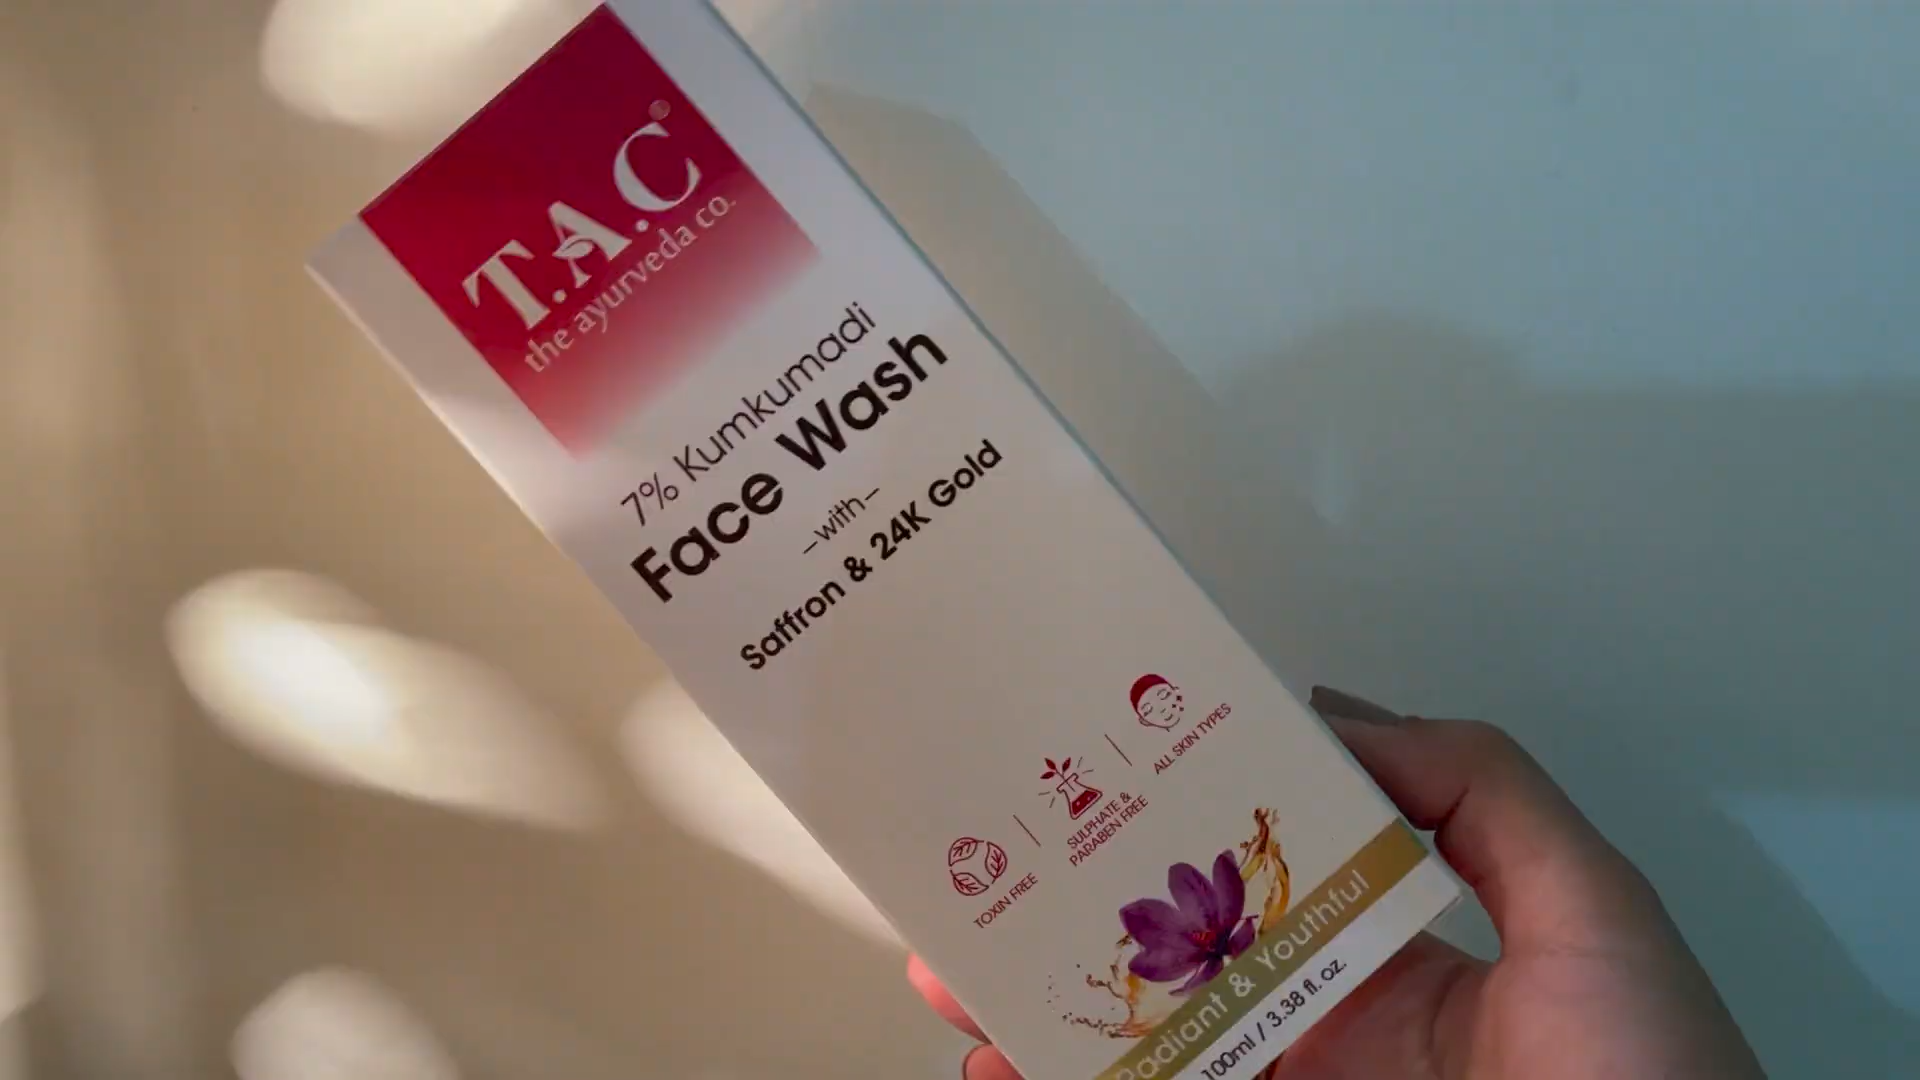 T.A.C®
the ayurveda co.
7% Kumkumadi
Face Wash
–with–
Saffron & 24K Gold
TOXIN FREE
SULPHATE &
PARABEN FREE
ALL SKIN TYPES
Radiant & Youthful
100ml / 3.38 fl. oz.